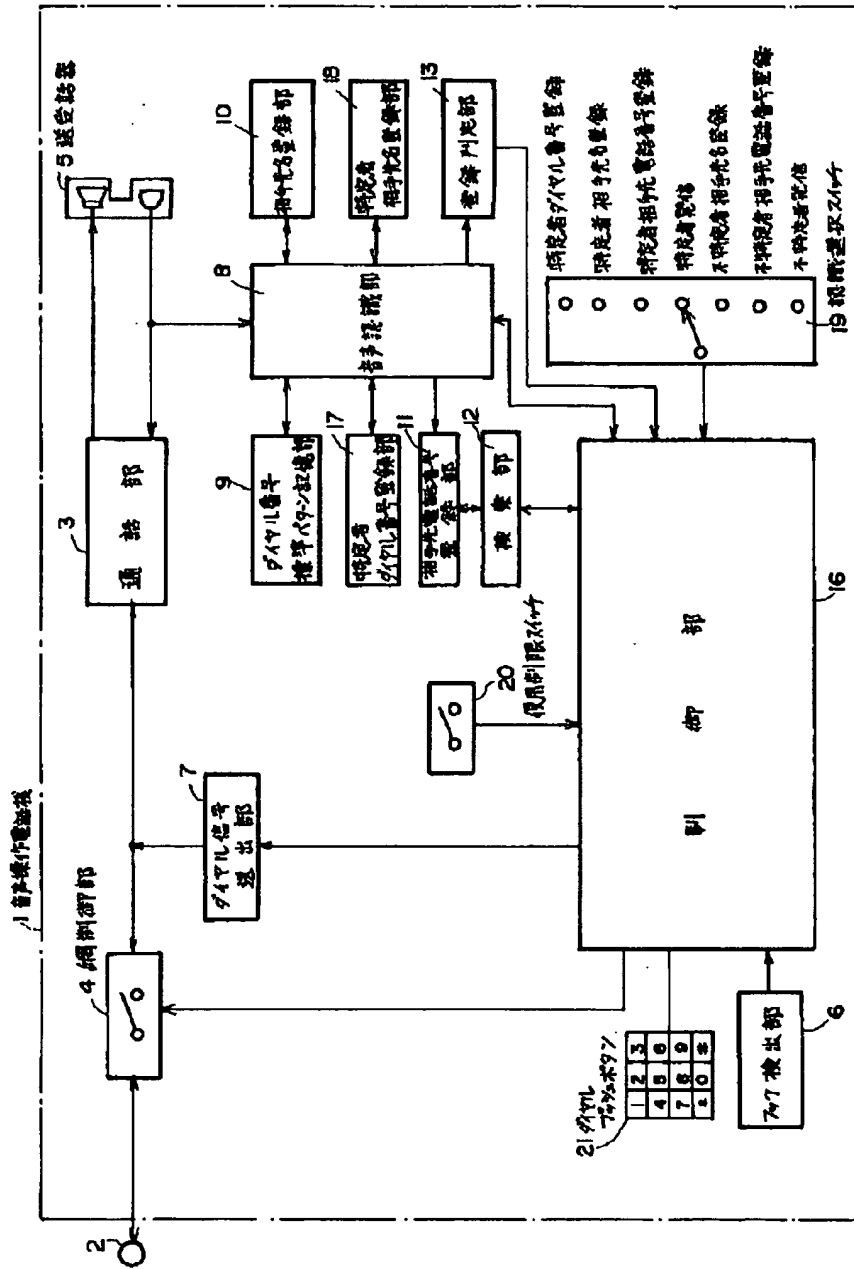 1 音声操作電話機
2
4 網制御部
3
通話部
5 送受話器
7
ダイヤル信号
送出部
9
ダイヤル番号
標準パターン記憶部
17
特定者
ダイヤル番号登録部
11
相手先電話番号
登録部
12
検索部
8
音声認識部
10
相手先名登録部
18
特定者
相手先名登録部
13
登録判定部
20
使用制限スイッチ
特定者ダイヤル番号登録
特定者相手先名登録
特定者相手先電話番号登録
特定者発信
不特定者相手先名登録
不特定者相手先電話番号登録
不特定者発信
19 機能選択スイッチ
21 ダイヤル
プッシュボタン
1 2 3
4 5 6
7 8 9
* 0 #
フック検出部
6
制御部
16